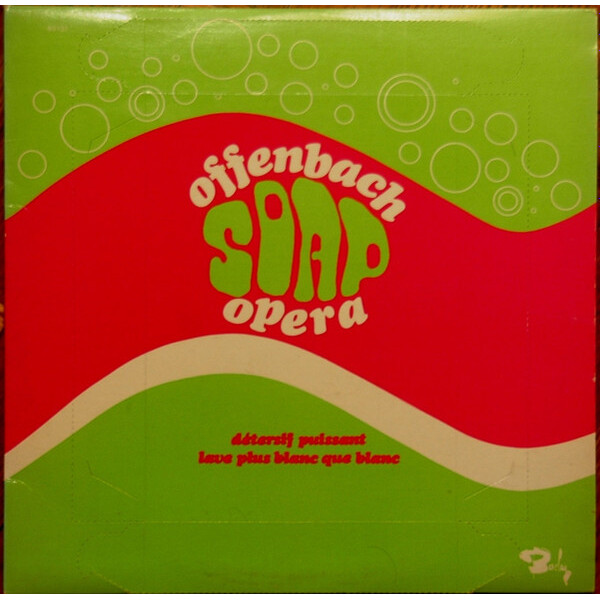 offenbach
SOAP
opera
détersif puissant
lave plus blanc que blanc